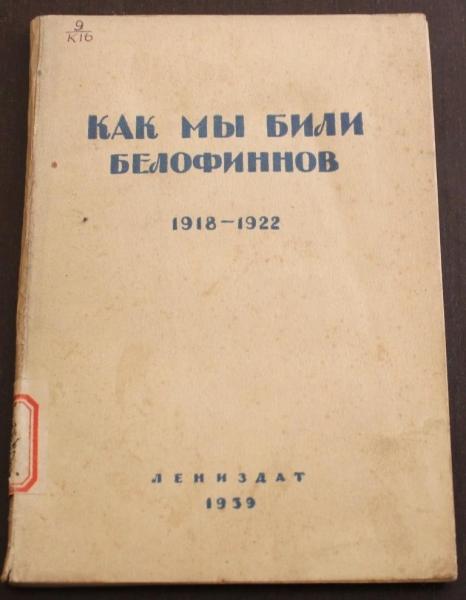 9
К16
КАК МЫ БИЛИ
БЕЛОФИННОВ
1918–1922
ЛЕНИЗДАТ
1939